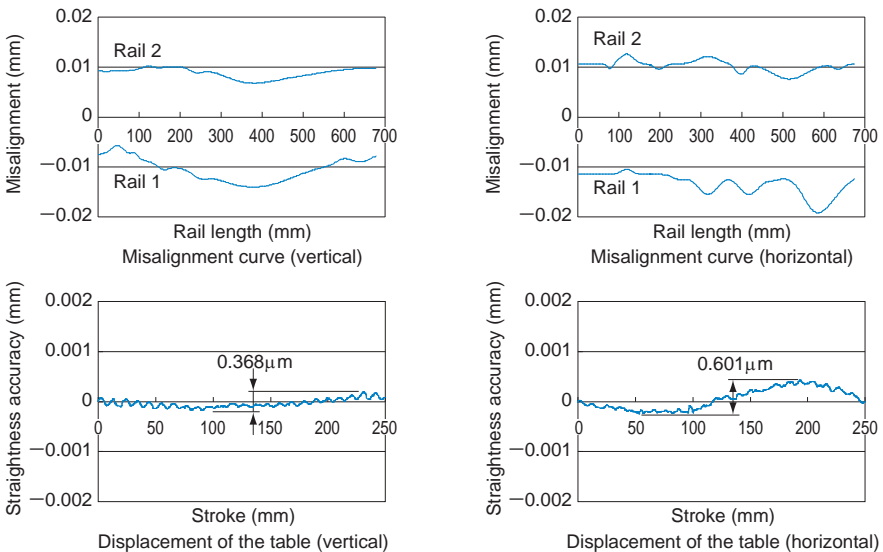 Misalignment (mm)
0.02
0.01
0
－0.01
－0.02
Rail 2
0 100 200 300 400 500 600 700
Rail 1
Rail length (mm)
Misalignment curve (vertical)
Misalignment (mm)
0.02
0.01
0
－0.01
－0.02
Rail 2
0 100 200 300 400 500 600 700
Rail 1
Rail length (mm)
Misalignment curve (horizontal)
Straightness accuracy (mm)
0.002
0.001
0
－0.001
－0.002
0.368μm
0 50 100 150 200 250
Stroke (mm)
Displacement of the table (vertical)
Straightness accuracy (mm)
0.002
0.001
0
－0.001
－0.002
0.601μm
0 50 100 150 200 250
Stroke (mm)
Displacement of the table (horizontal)